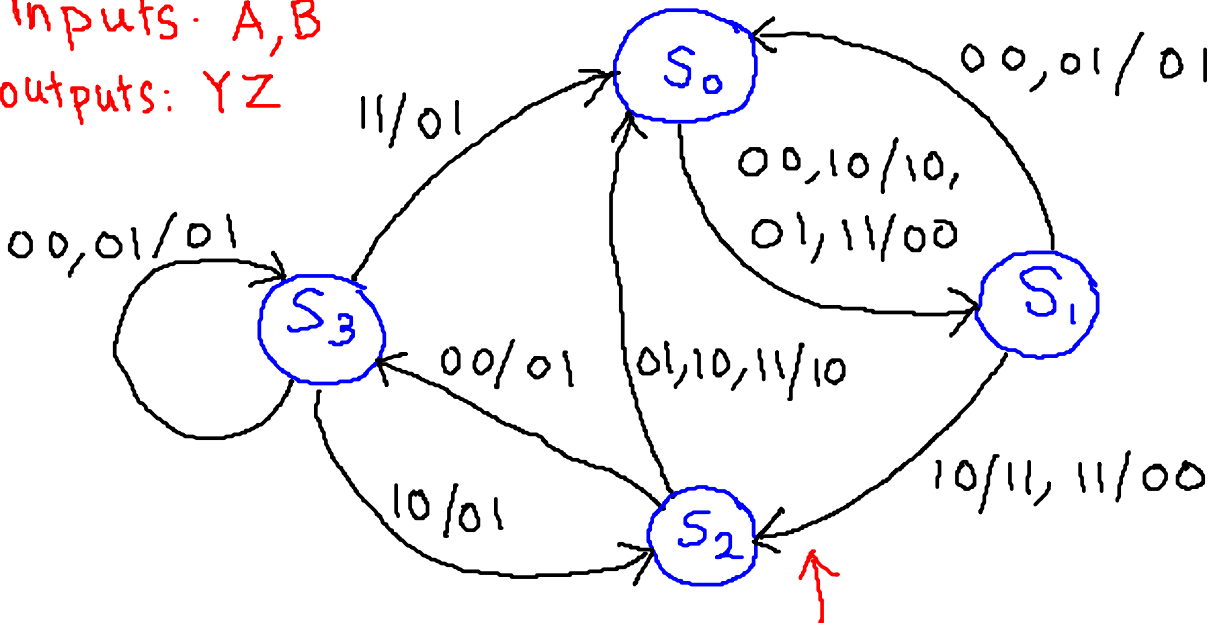 Inputs: A,B
outputs: YZ
S0
00,01/01
11/01
00,10/10,
01,11/00
00,01/01
S3
S1
00/01
01,10,11/10
10/11, 11/00
10/01
S2